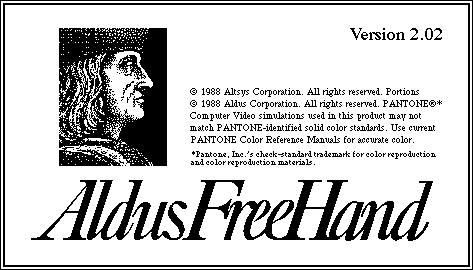 Version 2.02
© 1988 Altsys Corporation. All rights reserved. Portions
© 1988 Aldus Corporation. All rights reserved. PANTONE®*
Computer Video simulations used in this product may not
match PANTONE-identified solid color standards. Use current
PANTONE Color Reference Manuals for accurate color.
*Pantone, Inc.'s check-standard trademark for color reproduction
and color reproduction materials.
Aldus FreeHand